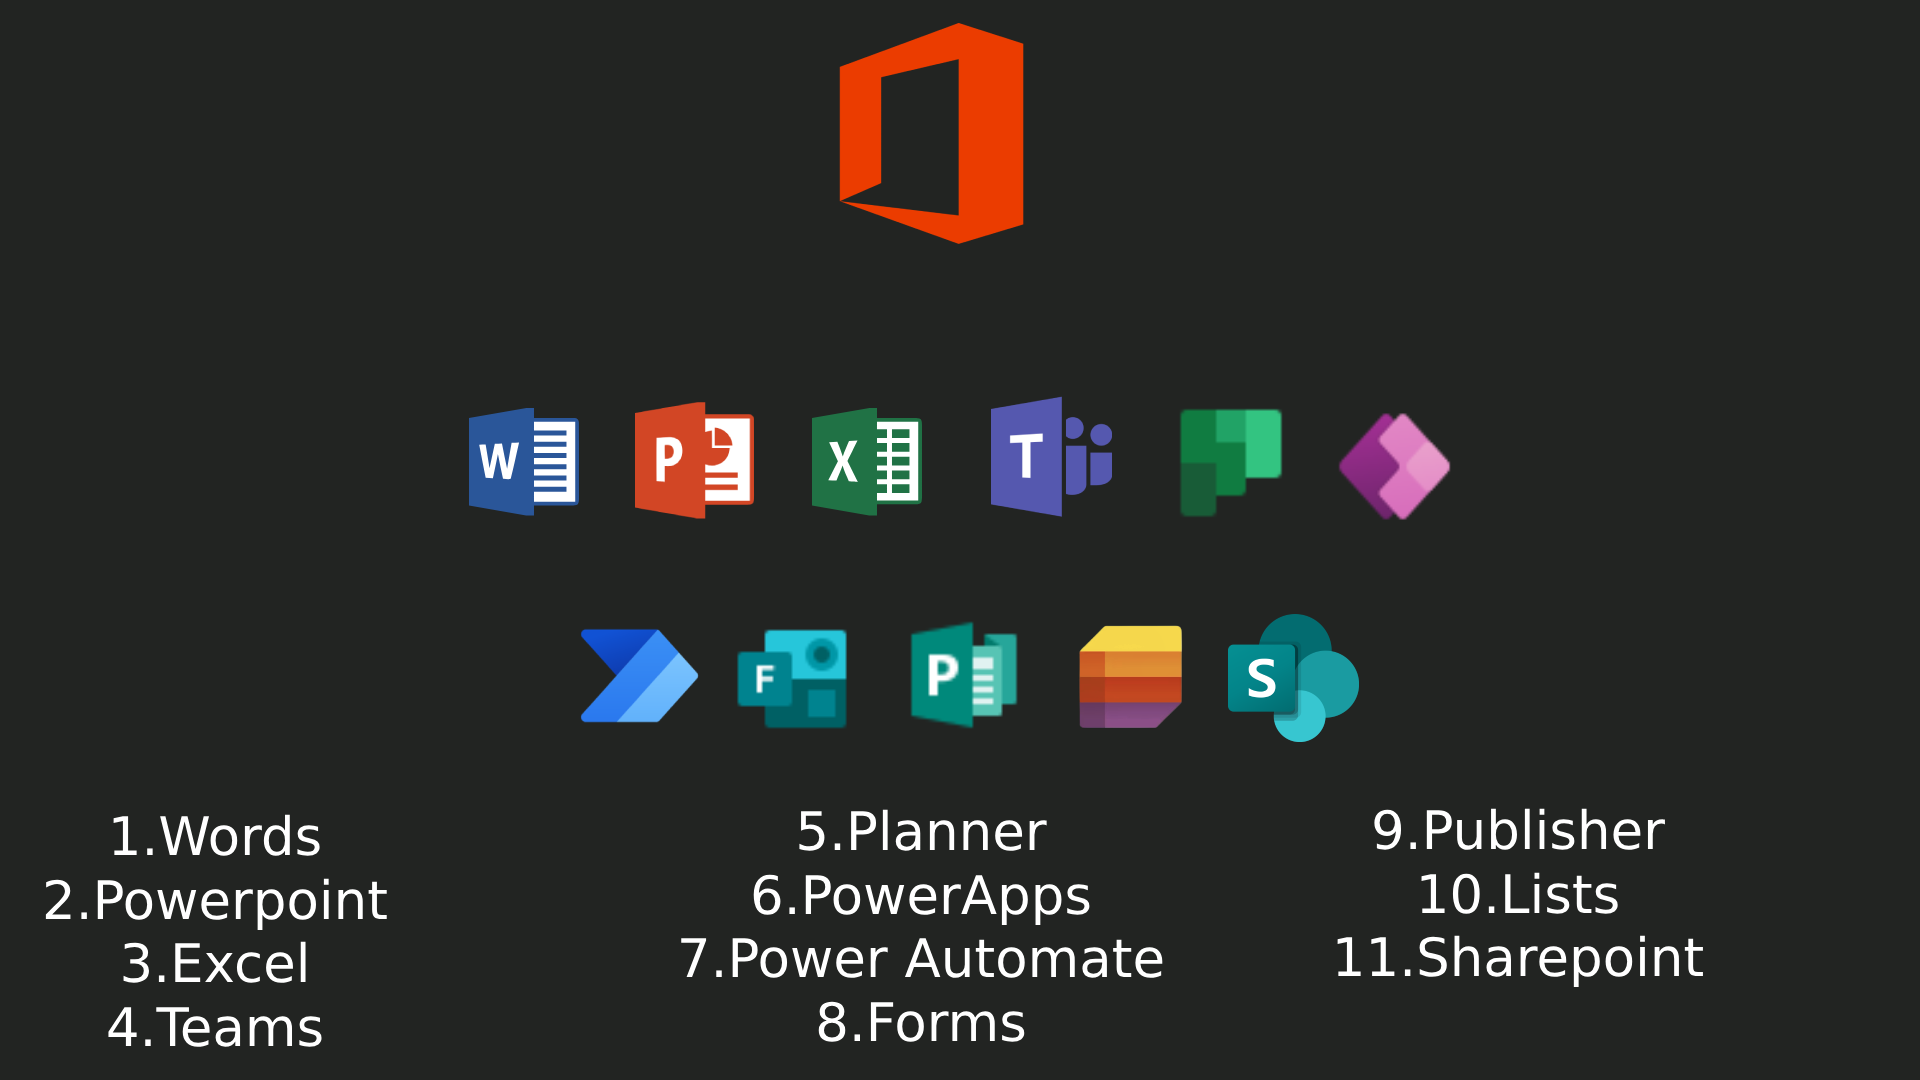 W P X T
F P S
1.Words
2.Powerpoint
3.Excel
4.Teams
5.Planner
6.PowerApps
7.Power Automate
8.Forms
9.Publisher
10.Lists
11.Sharepoint